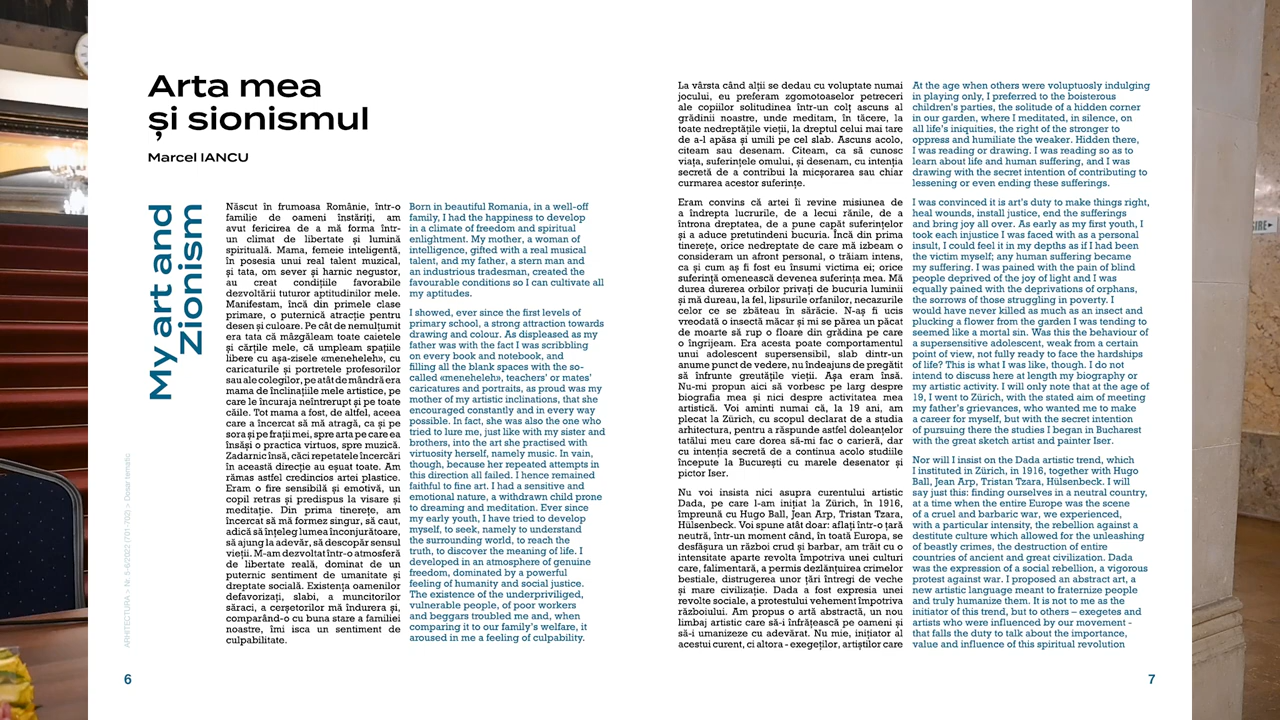 Arta mea
și sionismul
Marcel IANCU
My art and
Zionism
Născut în frumoasa Românie, într-o
familie de oameni înstăriți, am
avut fericirea de a mă forma într-
un climat de libertate și lumină
spirituală. Mama, femeie inteligentă,
în posesia unui real talent muzical,
și tata, om sever și harnic negustor,
au creat condițiile favorabile
dezvoltării tuturor aptitudinilor mele.
Manifestam, încă din primele clase
primare, o puternică atracție pentru
desen și culoare. Pe cât de nemulțumit
era tata că mâzgăleam toate caietele
și cărțile mele, că umpleam spațiile
libere cu așa-zisele «meneheleh», cu
caricaturile și portretele profesorilor
sau ale colegilor, pe atât de mândră era
mama de înclinațiile mele artistice, pe
care le încuraja neîntrerupt și pe toate
căile. Tot mama a fost, de altfel, aceea
care a încercat să mă atragă, ca și pe
sora și pe frații mei, spre arta pe care ea
însăși o practica virtuos, spre muzică.
Zadarnic însă, căci repetatele încercări
în această direcție au eșuat toate. Am
rămas astfel credincios artei plastice.
Eram o fire sensibilă și emotivă, un
copil retras și predispus la visare și
meditație. Din prima tinerețe, am
încercat să mă formez singur, să caut,
adică să înțeleg lumea înconjurătoare,
să ajung la adevăr, să descopăr sensul
vieții. M-am dezvoltat într-o atmosferă
de libertate reală, dominat de un
puternic sentiment de umanitate și
dreptate socială. Existența oamenilor
defavorizați, slabi, a muncitorilor
săraci, a cerșetorilor mă îndurera și,
comparând-o cu buna stare a familiei
noastre, îmi isca un sentiment de
culpabilitate.
Born in beautiful Romania, in a well-off
family, I had the happiness to develop
in a climate of freedom and spiritual
enlightment. My mother, a woman of
intelligence, gifted with a real musical
talent, and my father, a stern man and
an industrious tradesman, created the
favourable conditions so I can cultivate all
my aptitudes.
I showed, ever since the first levels of
primary school, a strong attraction towards
drawing and colour. As displeased as my
father was with the fact I was scribbling
on every book and notebook, and
filling all the blank spaces with the so-
called «meneheleh», teachers' or mates'
caricatures and portraits, as proud was my
mother of my artistic inclinations, that she
encouraged constantly and in every way
possible. In fact, she was also the one who
tried to lure me, just like with my sister and
brothers, into the art she practised with
virtuosity herself, namely music. In vain,
though, because her repeated attempts in
this direction all failed. I hence remained
faithful to fine art. I had a sensitive and
emotional nature, a withdrawn child prone
to dreaming and meditation. Ever since
my early youth, I have tried to develop
myself, to seek, namely to understand
the surrounding world, to reach the
truth, to discover the meaning of life. I
developed in an atmosphere of genuine
freedom, dominated by a powerful
feeling of humanity and social justice.
The existence of the underpriviliged,
vulnerable people, of poor workers
and beggars troubled me and, when
comparing it to our family's welfare, it
aroused in me a feeling of culpability.
ARHITECTURA > Nr. 5-6/2022 (701-702) > Dosar tematic
6
La vârsta când alții se dedau cu voluptate numai
jocului, eu preferam zgomotoaselor petreceri
ale copiilor solitudinea într-un colț ascuns al
grădinii noastre, unde meditam, în tăcere, la
toate nedreptățile vieții, la dreptul celui mai tare
de a-l apăsa și umili pe cel slab. Ascuns acolo,
citeam sau desenam. Citeam, ca să cunosc
viața, suferințele omului, și desenam, cu intenția
secretă de a contribui la micșorarea sau chiar
curmarea acestor suferințe.
Eram convins că artei îi revine misiunea de
a îndrepta lucrurile, de a lecui rănile, de a
întrona dreptatea, de a pune capăt suferințelor
și a aduce pretutindeni bucuria. Încă din prima
tinerețe, orice nedreptate de care mă izbeam o
consideram un afront personal, o trăiam intens,
ca și cum aș fi fost eu însumi victima ei; orice
suferință omenească devenea suferința mea. Mă
durea durerea orbilor privați de bucuria luminii
și mă dureau, la fel, lipsurile orfanilor, necazurile
celor ce se zbăteau în sărăcie. N-aș fi ucis
vreodată o insectă măcar și mi se părea un păcat
de moarte să rup o floare din grădina pe care
o îngrijeam. Era acesta poate comportamentul
unui adolescent supersensibil, slab dintr-un
anume punct de vedere, nu îndeajuns de pregătit
să înfrunte greutățile vieții. Așa eram însă.
Nu-mi propun aici să vorbesc pe larg despre
biografia mea și nici despre activitatea mea
artistică. Voi aminti numai că, la 19 ani, am
plecat la Zürich, cu scopul declarat de a studia
arhitectura, pentru a răspunde astfel doleanțelor
tatălui meu care dorea să-mi fac o carieră, dar
cu intenția secretă de a continua acolo studiile
începute la București cu marele desenator și
pictor Iser.
Nu voi insista nici asupra curentului artistic
Dada, pe care l-am inițiat la Zürich, în 1916,
împreună cu Hugo Ball, Jean Arp, Tristan Tzara,
Hülsenbeck. Voi spune atât doar: aflați într-o țară
neutră, într-un moment când, în toată Europa, se
desfășura un război crud și barbar, am trăit cu o
intensitate aparte revolta împotriva unei culturi
care, falimentară, a permis dezlănțuirea crimelor
bestiale, distrugerea unor țări întregi de veche
și mare civilizație. Dada a fost expresia unei
revolte sociale, a protestului vehement împotriva
războiului. Am propus o artă abstractă, un nou
limbaj artistic care să-i înfrățească pe oameni și
să-i umanizeze cu adevărat. Nu mie, inițiator al
acestui curent, ci altora - exegeților, artiștilor care
At the age when others were voluptuously indulging
in playing only, I preferred to the boisterous
children's parties, the solitude of a hidden corner
in our garden, where I meditated, in silence, on
all life's iniquities, the right of the stronger to
oppress and humiliate the weaker. Hidden there,
I was reading or drawing. I was reading so as to
learn about life and human suffering, and I was
drawing with the secret intention of contributing to
lessening or even ending these sufferings.
I was convinced it is art's duty to make things right,
heal wounds, install justice, end the sufferings
and bring joy all over. As early as my first youth, I
took each injustice I was faced with as a personal
insult, I could feel it in my depths as if I had been
the victim myself; any human suffering became
my suffering. I was pained with the pain of blind
people deprived of the joy of light and I was
equally pained with the deprivations of orphans,
the sorrows of those struggling in poverty. I
would have never killed as much as an insect and
plucking a flower from the garden I was tending to
seemed like a mortal sin. Was this the behaviour of
a supersensitive adolescent, weak from a certain
point of view, not fully ready to face the hardships
of life? This is what I was like, though. I do not
intend to discuss here at length my biography or
my artistic activity. I will only note that at the age of
19, I went to Zürich, with the stated aim of meeting
my father's grievances, who wanted me to make
a career for myself, but with the secret intention
of pursuing there the studies I began in Bucharest
with the great sketch artist and painter Iser.
Nor will I insist on the Dada artistic trend, which
I instituted in Zürich, in 1916, together with Hugo
Ball, Jean Arp, Tristan Tzara, Hülsenbeck. I will
say just this: finding ourselves in a neutral country,
at a time when the entire Europe was the scene
of a cruel and barbaric war, we experienced,
with a particular intensity, the rebellion against a
destitute culture which allowed for the unleashing
of beastly crimes, the destruction of entire
countries of ancient and great civilization. Dada
was the expression of a social rebellion, a vigorous
protest against war. I proposed an abstract art, a
new artistic language meant to fraternize people
and truly humanize them. It is not to me as the
initiator of this trend, but to others – exegetes and
artists who were influenced by our movement -
that falls the duty to talk about the importance,
value and influence of this spiritual revolution
7